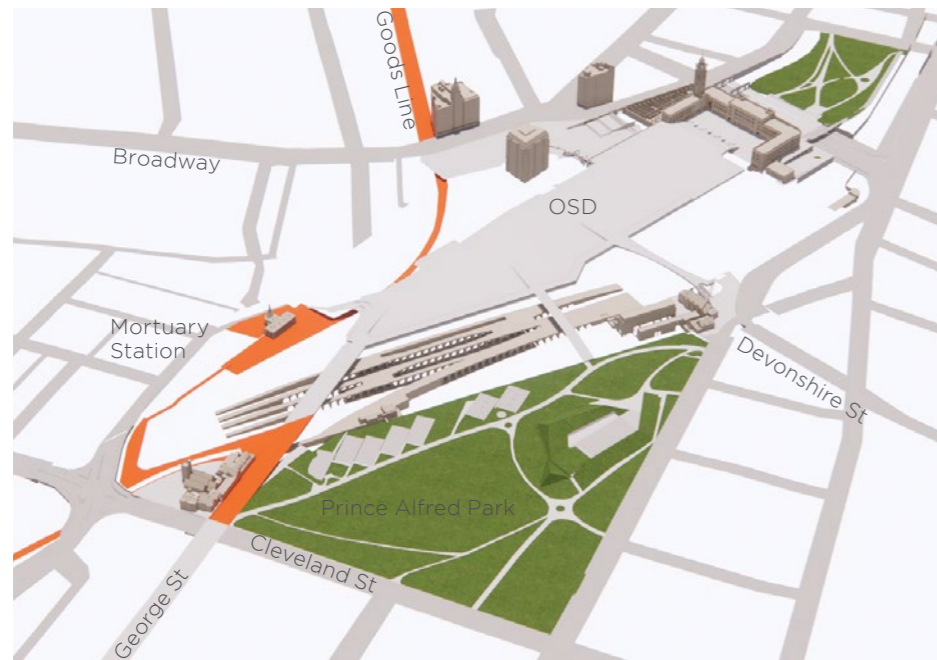 Goods Line
Broadway
OSD
Mortuary
Station
Devonshire St
Prince Alfred Park
Cleveland St
George St